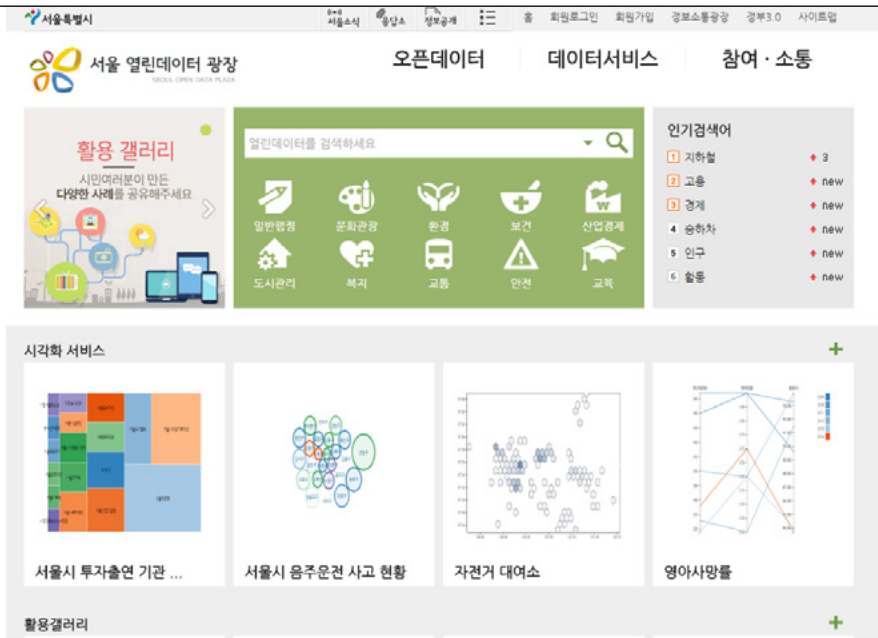 서울특별시
서울소식 응답소 정보공개 홈 회원로그인 회원가입 정보소통광장 정부3.0 사이트맵
서울 열린데이터 광장
SEOUL OPEN DATA PLAZA
오픈데이터 데이터서비스 참여 · 소통
활용 갤러리
시민여러분이 만든
다양한 사례를 공유해주세요
열린데이터를 검색하세요
일반행정 문화관광 환경 보건 산업경제
도시관리 복지 교통 안전 교육
인기검색어
1 지하철 3
2 고용 new
3 경제 new
4 승하차 new
5 인구 new
6 활동 new
시각화 서비스
서울시 투자출연 기관 ...
서울시 음주운전 사고 현황
자전거 대여소
영아사망률
활용갤러리